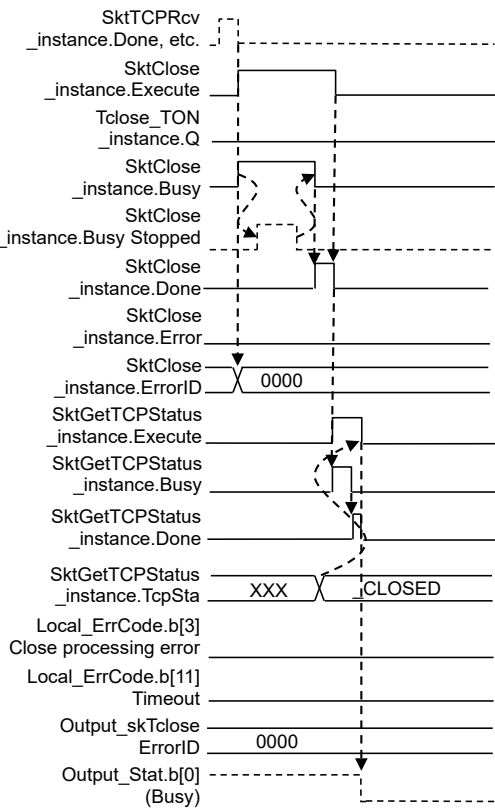 SktTCPRcv
_instance.Done, etc.
SktClose
_instance.Execute
Tclose_TON
_instance.Q
SktClose
_instance.Busy
SktClose
_instance.Busy Stopped
SktClose
_instance.Done
SktClose
_instance.Error
SktClose
_instance.ErrorID
0000
SktGetTCPStatus
_instance.Execute
SktGetTCPStatus
_instance.Busy
SktGetTCPStatus
_instance.Done
SktGetTCPStatus
_instance.TcpSta
XXX
_CLOSED
Local_ErrCode.b[3]
Close processing error
Local_ErrCode.b[11]
Timeout
Output_skTclose
ErrorID
0000
Output_Stat.b[0]
(Busy)